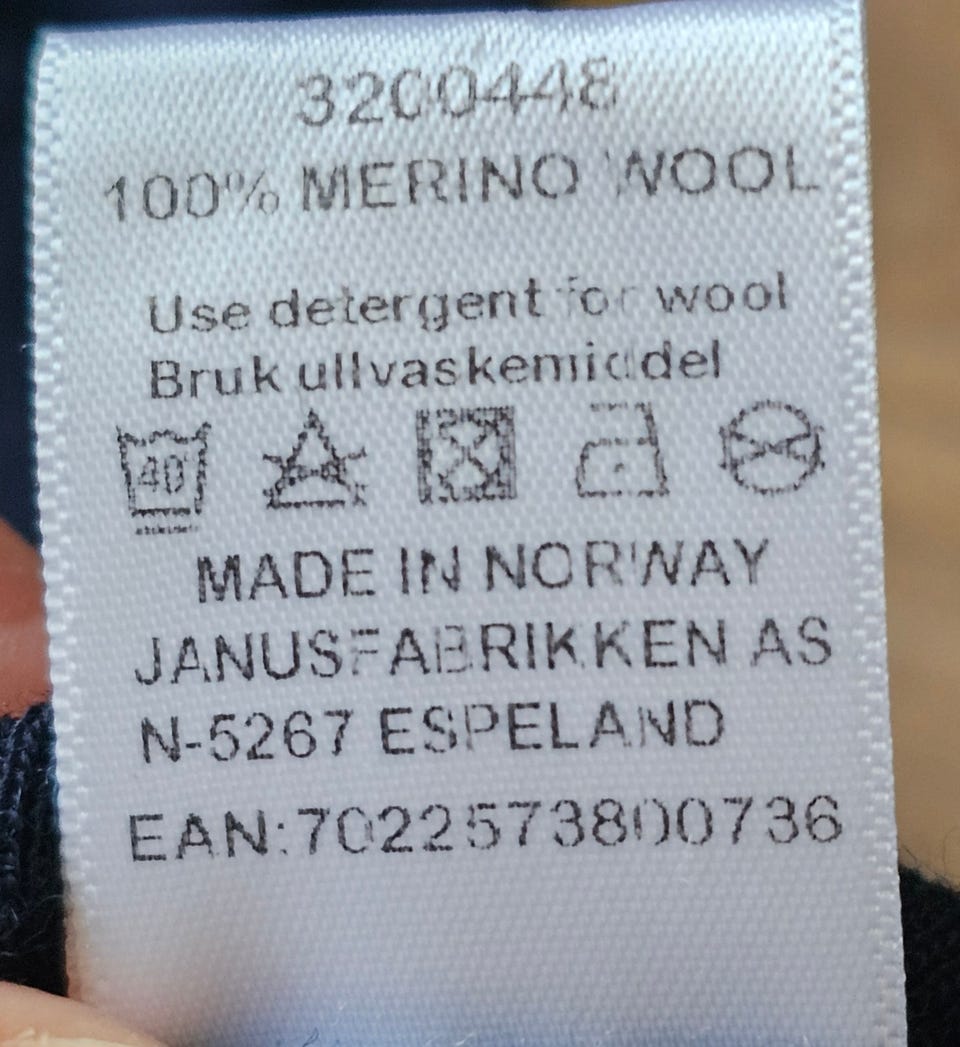 3200448
100% MERINO WOOL
Use detergent for wool
Bruk ullvaskemiddel
40
MADE IN NORWAY
JANUSFABRIKKEN AS
N-5267 ESPELAND
EAN:7022573800736